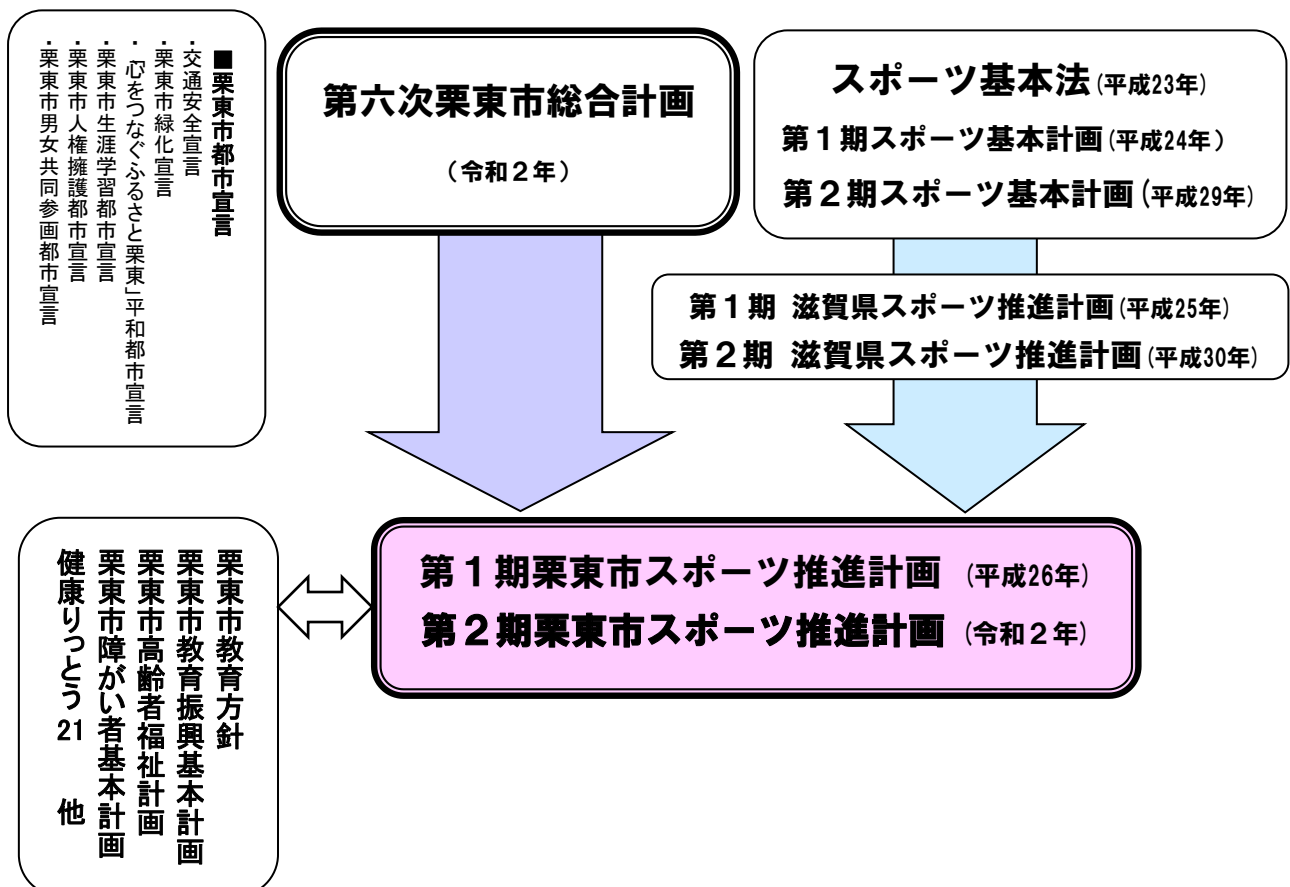 ■栗東市都市宣言
・交通安全宣言
・栗東市緑化宣言
・「心をつなぐふるさと栗東」平和都市宣言
・栗東市生涯学習都市宣言
・栗東市人権擁護都市宣言
・栗東市男女共同参画都市宣言
第六次栗東市総合計画
（令和２年）
スポーツ基本法(平成23年)
第１期スポーツ基本計画(平成24年）
第２期スポーツ基本計画(平成29年)
第１期 滋賀県スポーツ推進計画(平成25年)
第２期 滋賀県スポーツ推進計画(平成30年)
第１期栗東市スポーツ推進計画 (平成26年)
第２期栗東市スポーツ推進計画 (令和２年)
栗東市教育方針
栗東市教育振興基本計画
栗東市高齢者福祉計画
栗東市障がい者基本計画
健康りっとう21 他